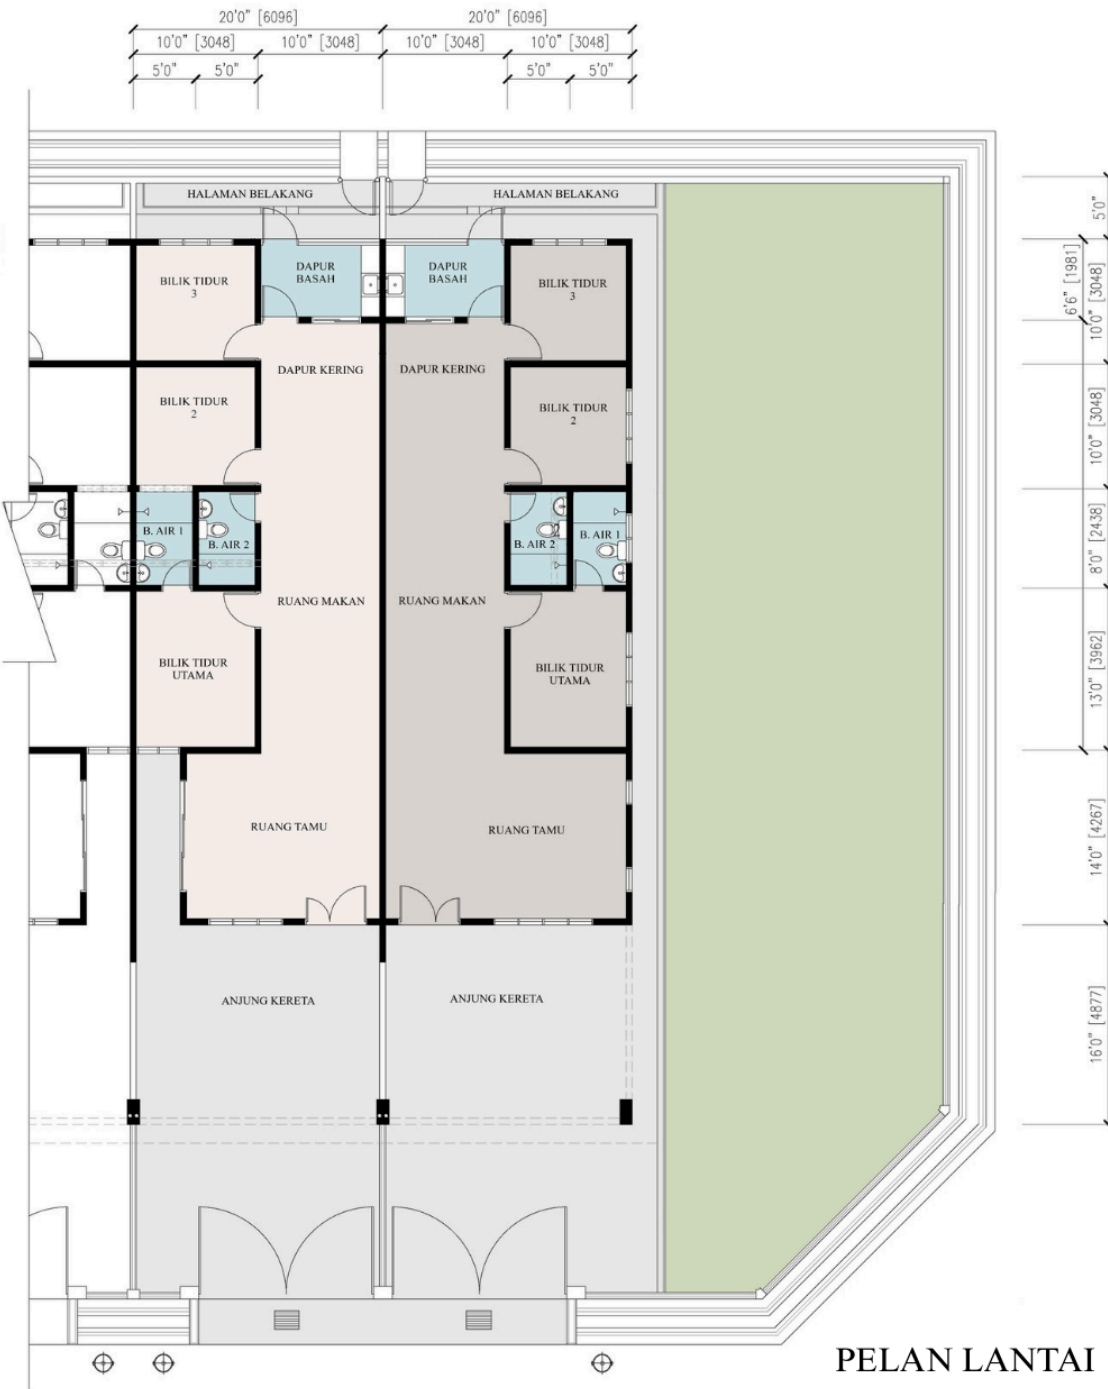 20'0" [6096] 20'0" [6096]
10'0" [3048] 10'0" [3048] 10'0" [3048] 10'0" [3048]
5'0" 5'0" 5'0" 5'0"
HALAMAN BELAKANG HALAMAN BELAKANG
5'0"
DAPUR
BASAH
DAPUR
BASAH
BILIK TIDUR
3
BILIK TIDUR
3
6'6" [1981]
10'0" [3048]
DAPUR KERING DAPUR KERING
BILIK TIDUR
2
BILIK TIDUR
2
10'0" [3048]
B. AIR 1
B. AIR 2
B. AIR 2
B. AIR 1
8'0" [2438]
RUANG MAKAN RUANG MAKAN
BILIK TIDUR
UTAMA
BILIK TIDUR
UTAMA
13'0" [3962]
RUANG TAMU RUANG TAMU
14'0" [4267]
ANJUNG KERETA ANJUNG KERETA
16'0" [4877]
PELAN LANTAI